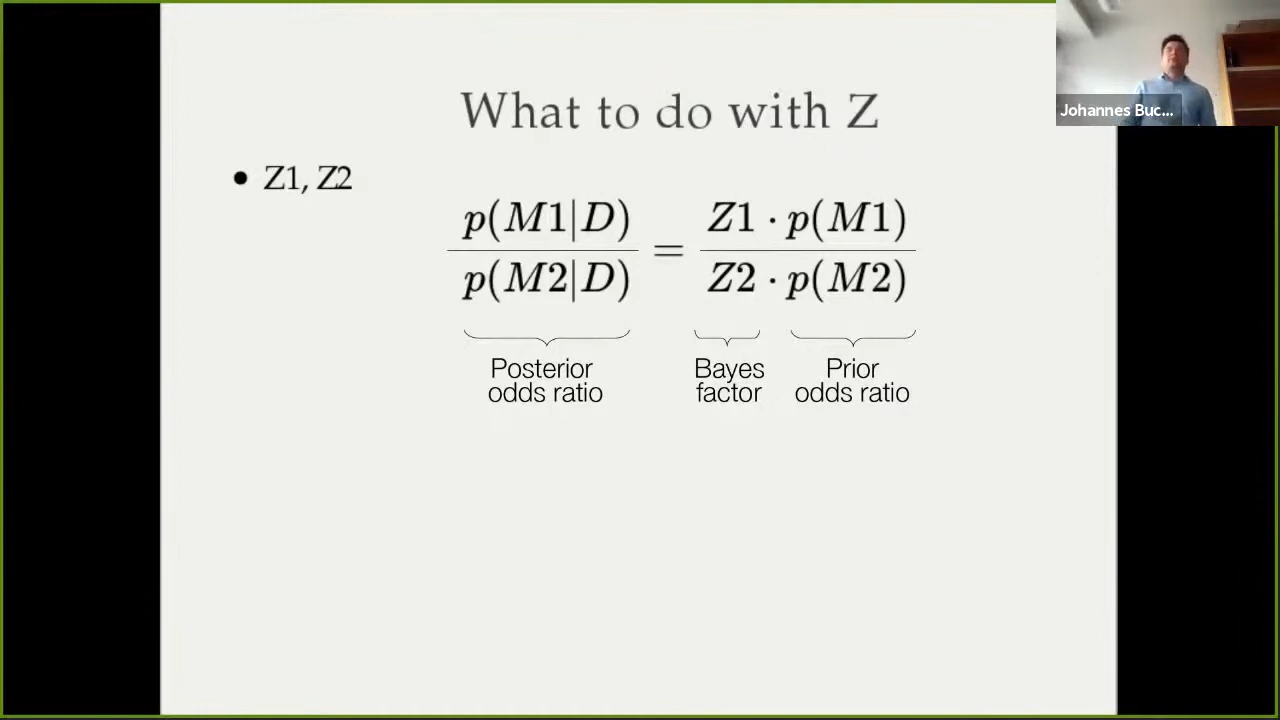 What to do with Z
Johannes Buc...
• Z1, Z2
p(M1|D) / p(M2|D) = Z1 · p(M1) / Z2 · p(M2)
Posterior
odds ratio
Bayes
factor
Prior
odds ratio